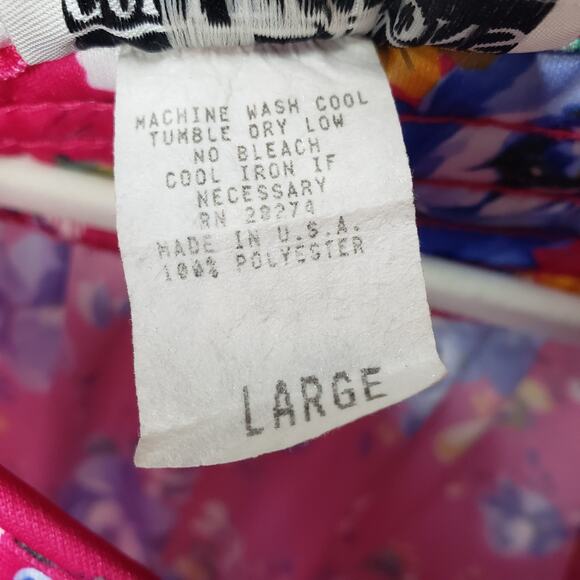 MACHINE WASH COOL
TUMBLE DRY LOW
NO BLEACH
COOL IRON IF
NECESSARY
RN 28274
MADE IN U.S.A.
100% POLYESTER
LARGE